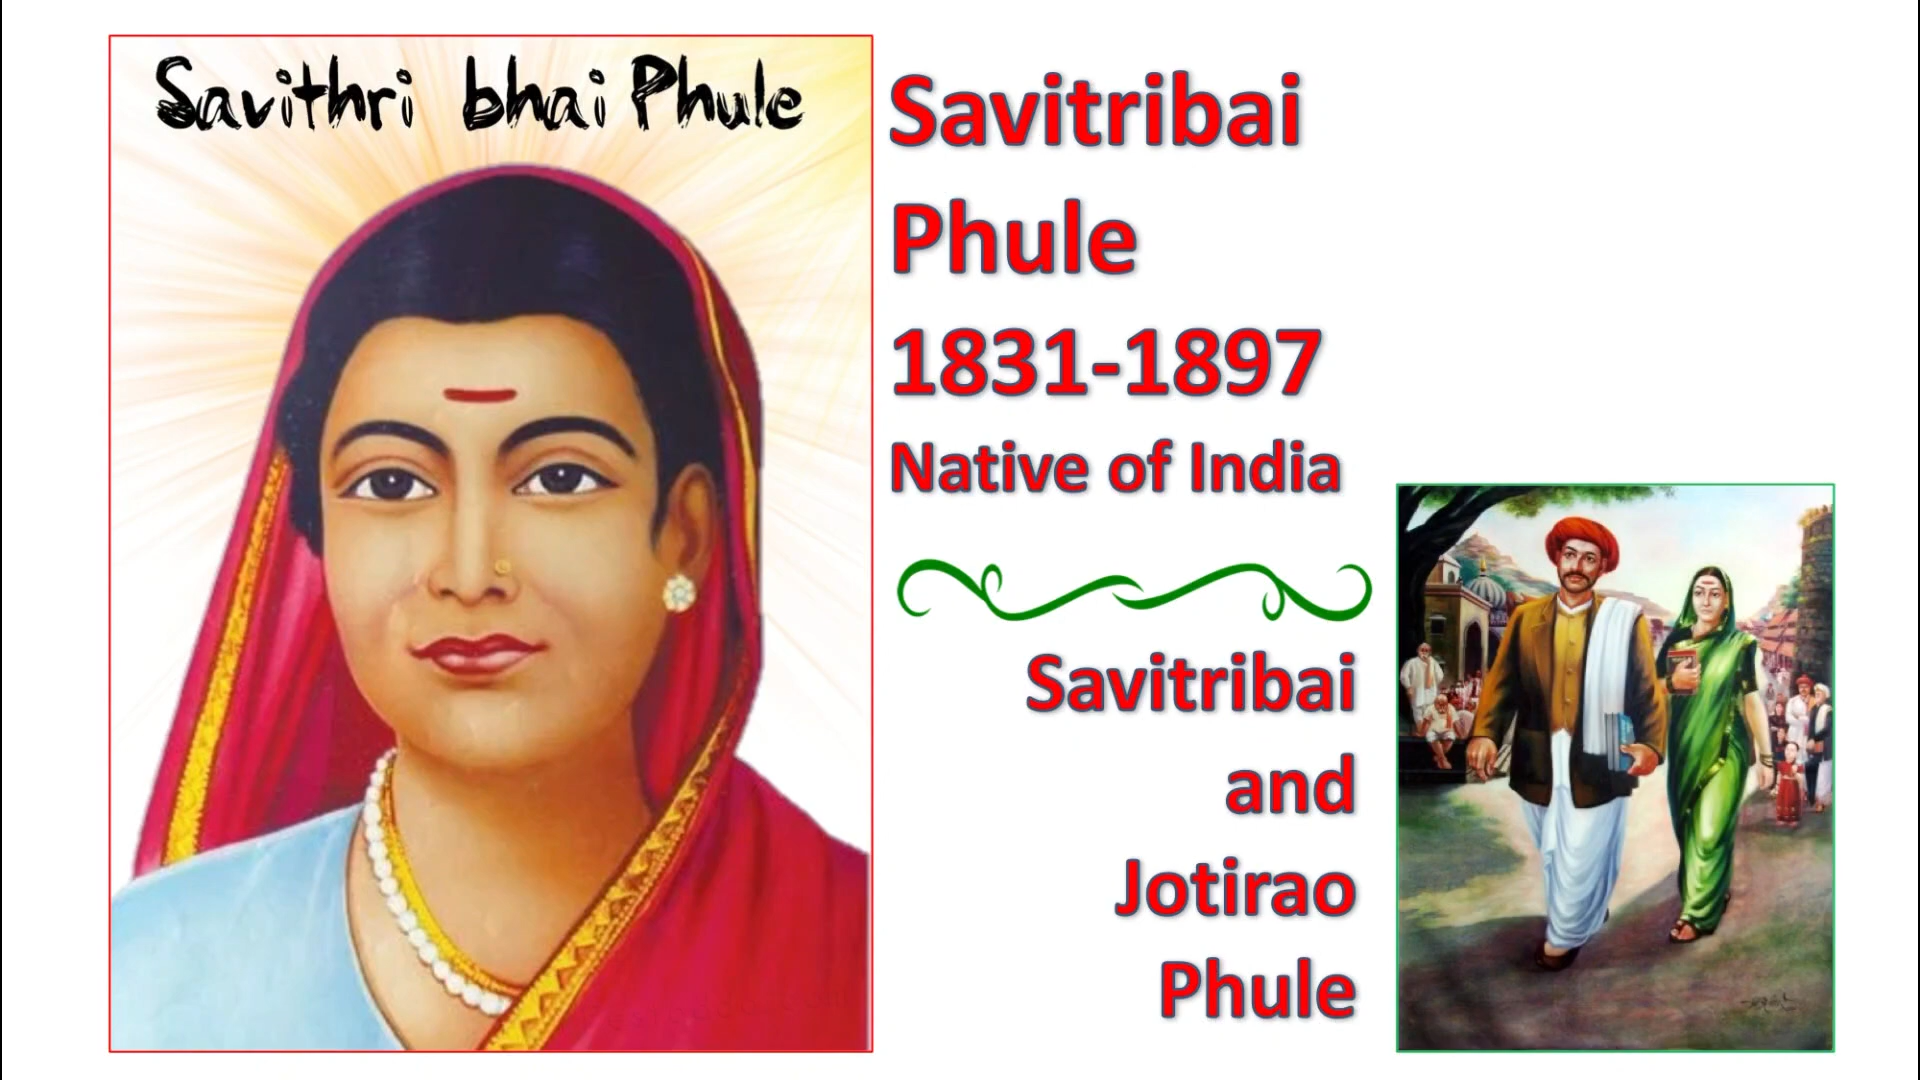 Savithri bhai Phule
Savitribai
Phule
1831-1897
Native of India
Savitribai
and
Jotirao
Phule